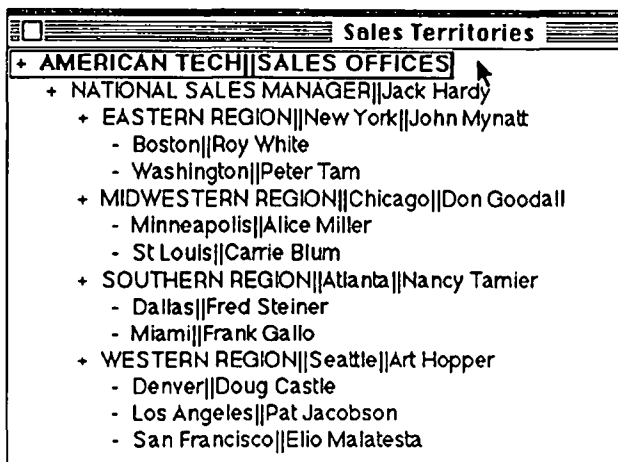 Sales Territories
+ AMERICAN TECH||SALES OFFICES
+ NATIONAL SALES MANAGER||Jack Hardy
+ EASTERN REGION||New York||John Mynatt
- Boston||Roy White
- Washington||Peter Tam
+ MIDWESTERN REGION||Chicago||Don Goodall
- Minneapolis||Alice Miller
- St Louis||Carrie Blum
+ SOUTHERN REGION||Atlanta||Nancy Tamier
- Dallas||Fred Steiner
- Miami||Frank Gallo
+ WESTERN REGION||Seattle||Art Hopper
- Denver||Doug Castle
- Los Angeles||Pat Jacobson
- San Francisco||Elio Malatesta